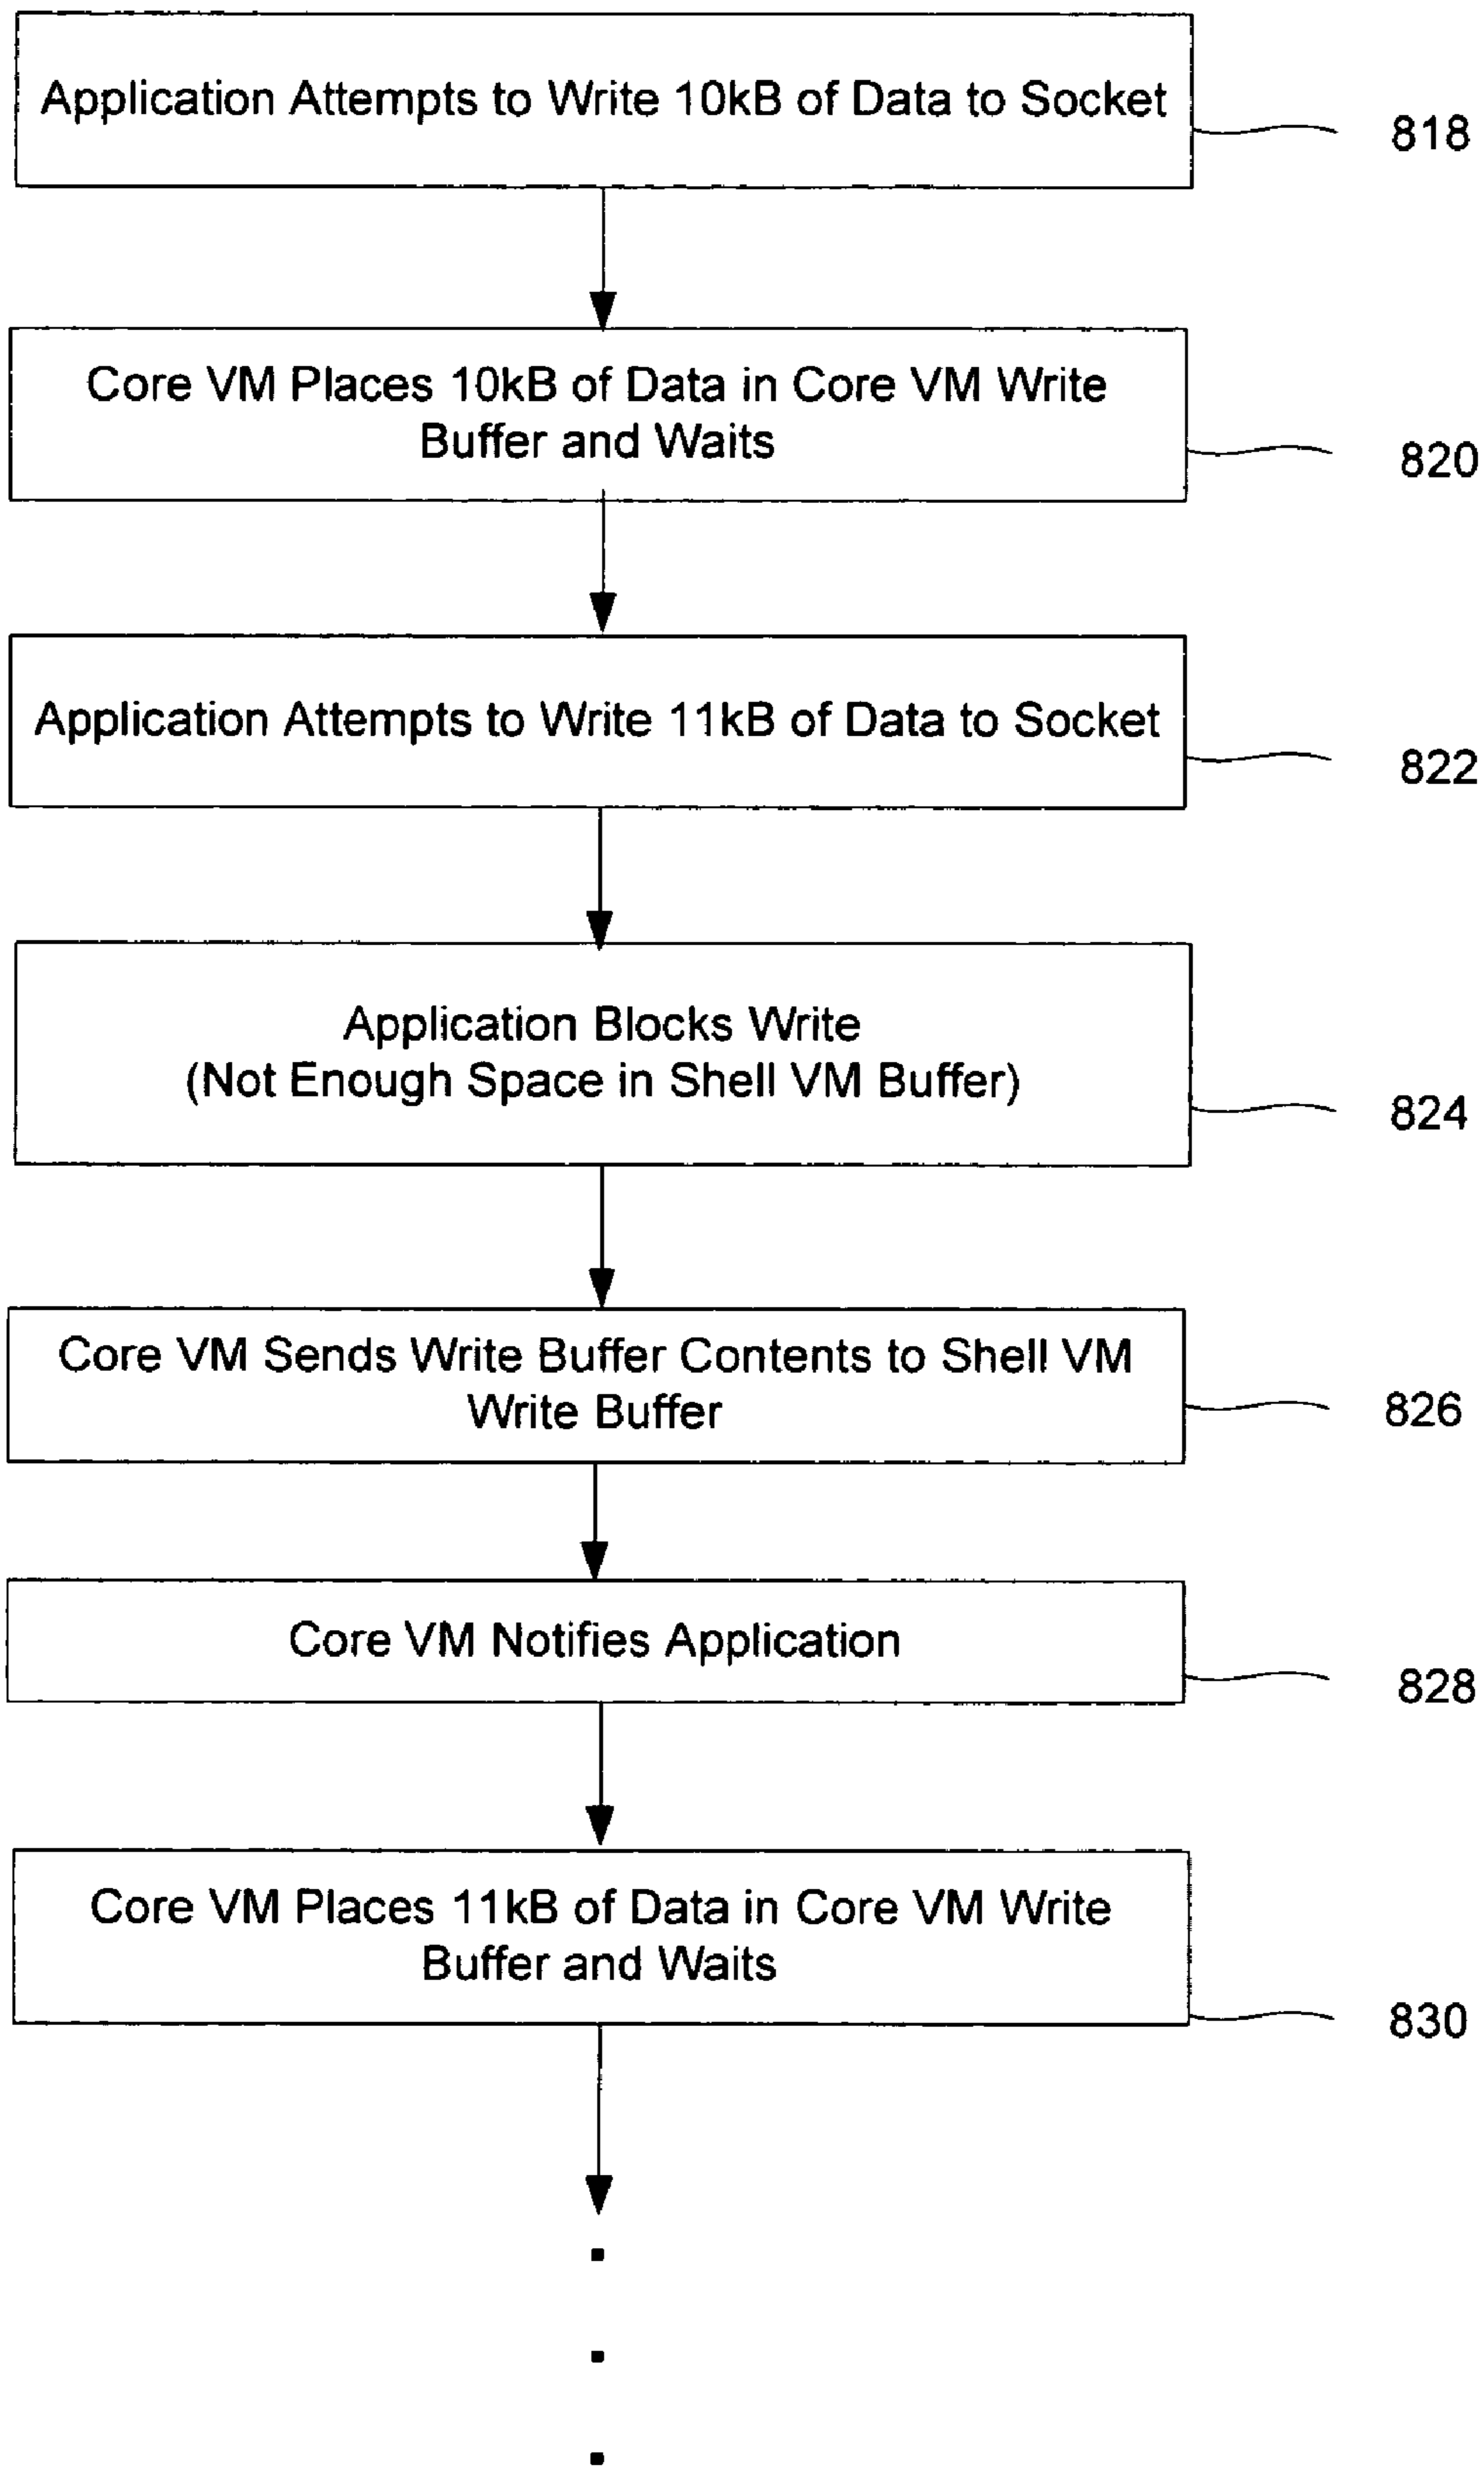 Application Attempts to Write 10kB of Data to Socket
818
Core VM Places 10kB of Data in Core VM Write
Buffer and Waits
820
Application Attempts to Write 11kB of Data to Socket
822
Application Blocks Write
(Not Enough Space in Shell VM Buffer)
824
Core VM Sends Write Buffer Contents to Shell VM
Write Buffer
826
Core VM Notifies Application
828
Core VM Places 11kB of Data in Core VM Write
Buffer and Waits
830